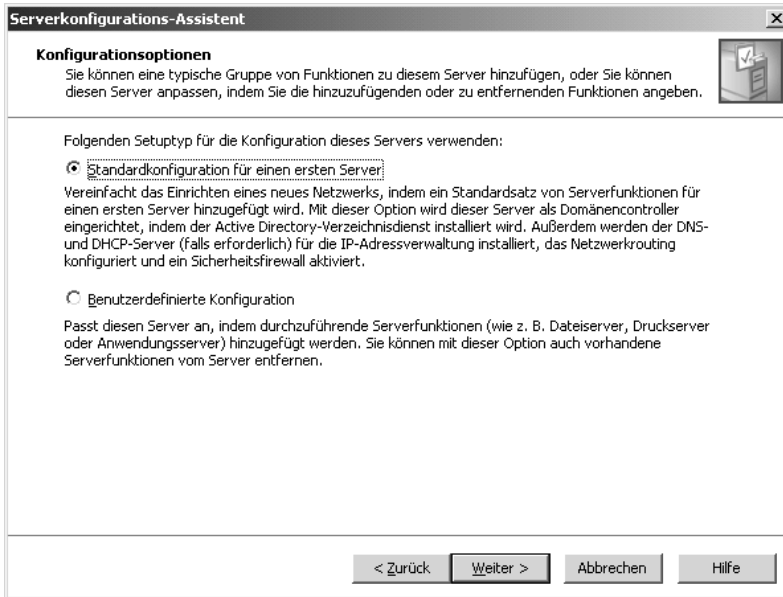 Serverkonfigurations-Assistent
Konfigurationsoptionen
Sie können eine typische Gruppe von Funktionen zu diesem Server hinzufügen, oder Sie können
diesen Server anpassen, indem Sie die hinzuzufügenden oder zu entfernenden Funktionen angeben.
Folgenden Setuptyp für die Konfiguration dieses Servers verwenden:
Standardkonfiguration für einen ersten Server
Vereinfacht das Einrichten eines neues Netzwerks, indem ein Standardsatz von Serverfunktionen für
einen ersten Server hinzugefügt wird. Mit dieser Option wird dieser Server als Domänencontroller
eingerichtet, indem der Active Directory-Verzeichnisdienst installiert wird. Außerdem werden der DNS-
und DHCP-Server (falls erforderlich) für die IP-Adressverwaltung installiert, das Netzwerkrouting
konfiguriert und ein Sicherheitsfirewall aktiviert.
Benutzerdefinierte Konfiguration
Passt diesen Server an, indem durchzuführende Serverfunktionen (wie z. B. Dateiserver, Druckserver
oder Anwendungsserver) hinzugefügt werden. Sie können mit dieser Option auch vorhandene
Serverfunktionen vom Server entfernen.
< Zurück Weiter > Abbrechen Hilfe